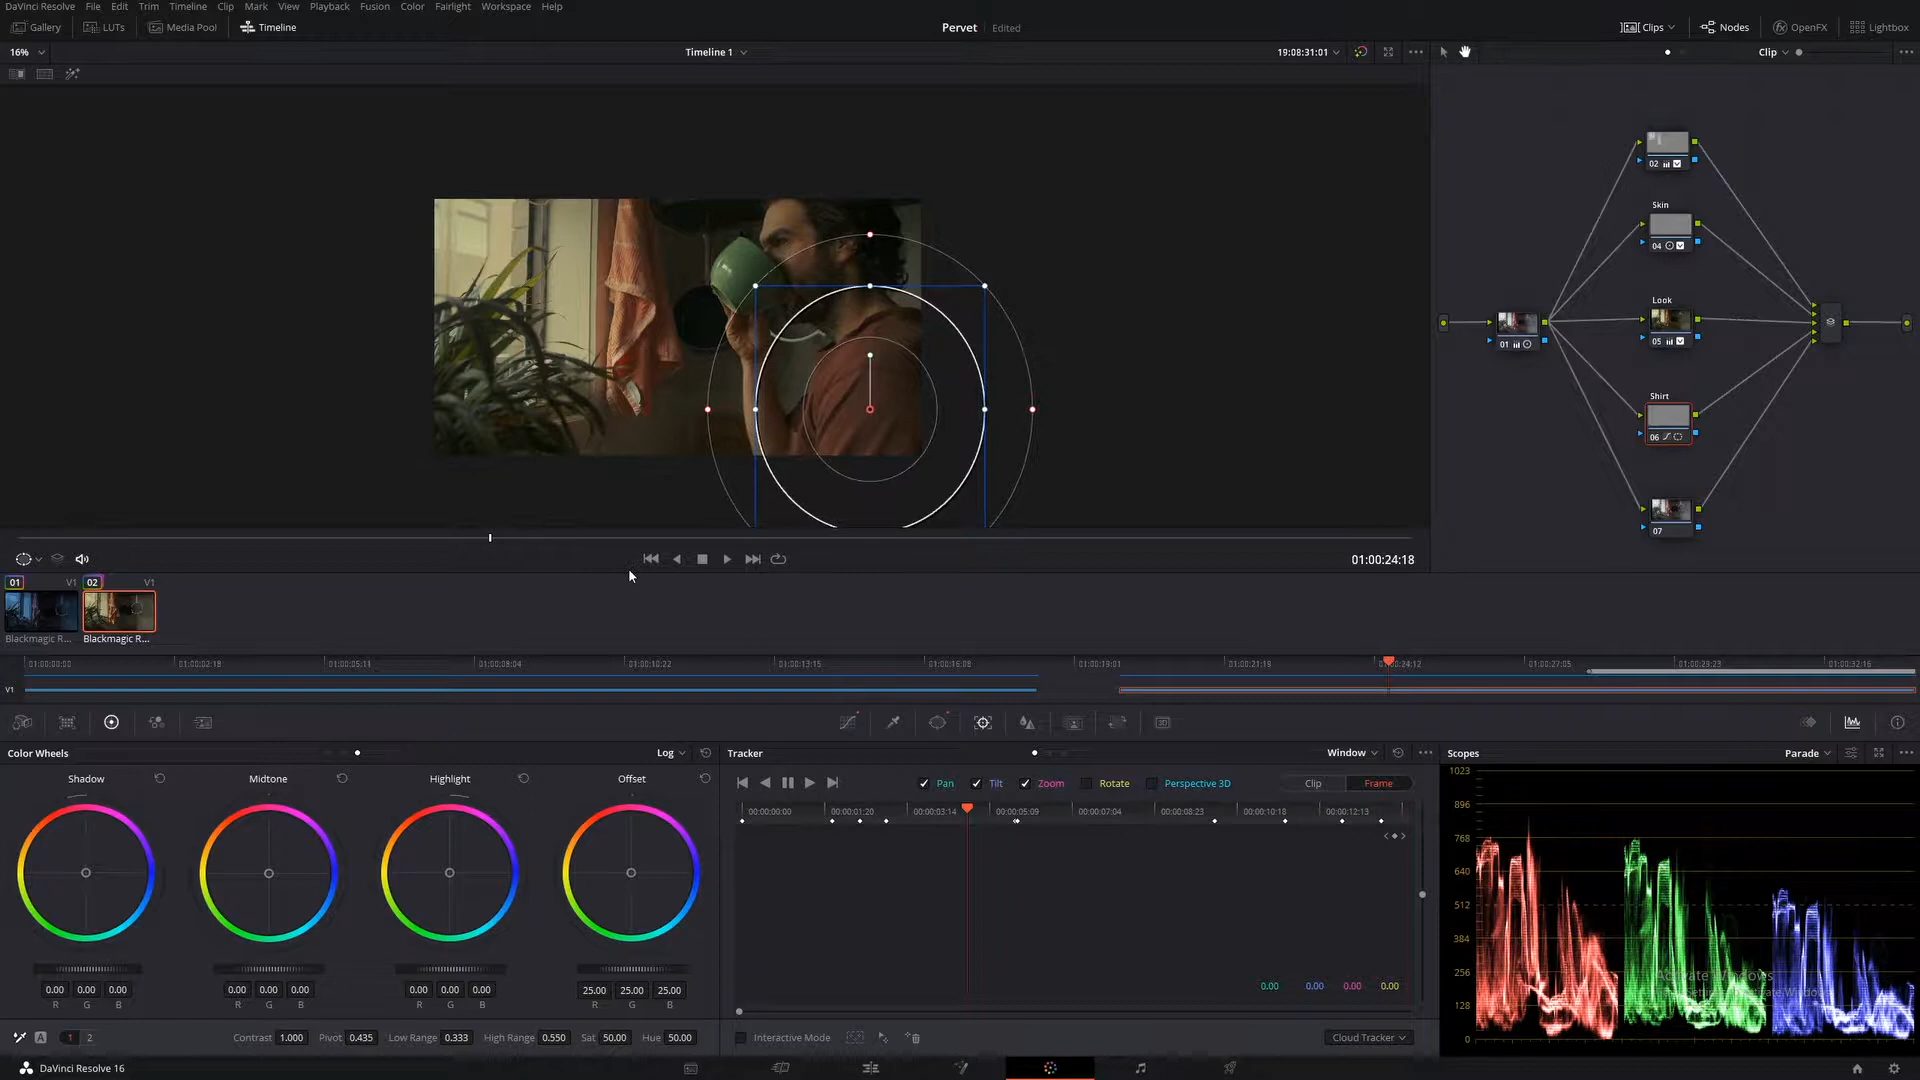 DaVinci Resolve File Edit Trim Timeline Clip Mark View Playback Fusion Color Fairlight Workspace Help
Gallery LUTs Media Pool Timeline Pervet Edited Clips Nodes OpenFX Lightbox
16% Timeline 1 19:08:31:01 Clip
02
Skin
04
Look
01 05
Shirt
06
07
01:00:24:18
01 V1 02 V1
Blackmagic R... Blackmagic R...
01:00:00:00 01:00:02:18 01:00:05:11 01:00:08:04 01:00:10:22 01:00:13:15 01:00:16:08 01:00:19:01 01:00:21:19 01:00:24:12 01:00:27:05 01:00:29:23 01:00:32:16
V1
Color Wheels Log Tracker Window Scopes Parade
Shadow Midtone Highlight Offset Pan Tilt Zoom Rotate Perspective 3D Clip Frame
00:00:00:00 00:00:01:20 00:00:03:14 00:00:05:09 00:00:07:04 00:00:08:23 00:00:10:18 00:00:12:13
1023
896
768
640
512
384
256
128
0
0.00 0.00 0.00 0.00
0.00 0.00 0.00 0.00 0.00 0.00 0.00 0.00 0.00 25.00 25.00 25.00
R G B R G B R G B R G B
Activate Windows
A 1 2 Contrast 1.000 Pivot 0.435 Low Range 0.333 High Range 0.550 Sat 50.00 Hue 50.00 Interactive Mode Cloud Tracker
DaVinci Resolve 16